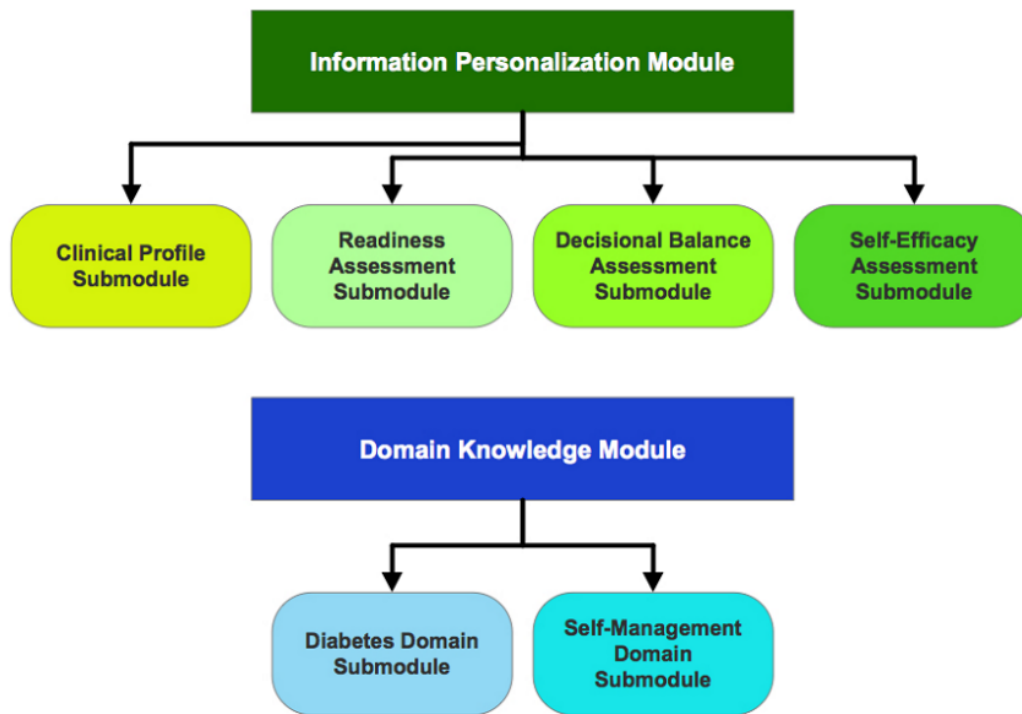 Information Personalization Module
Clinical Profile
Submodule
Readiness
Assessment
Submodule
Decisional Balance
Assessment
Submodule
Self-Efficacy
Assessment
Submodule
Domain Knowledge Module
Diabetes Domain
Submodule
Self-Management
Domain
Submodule